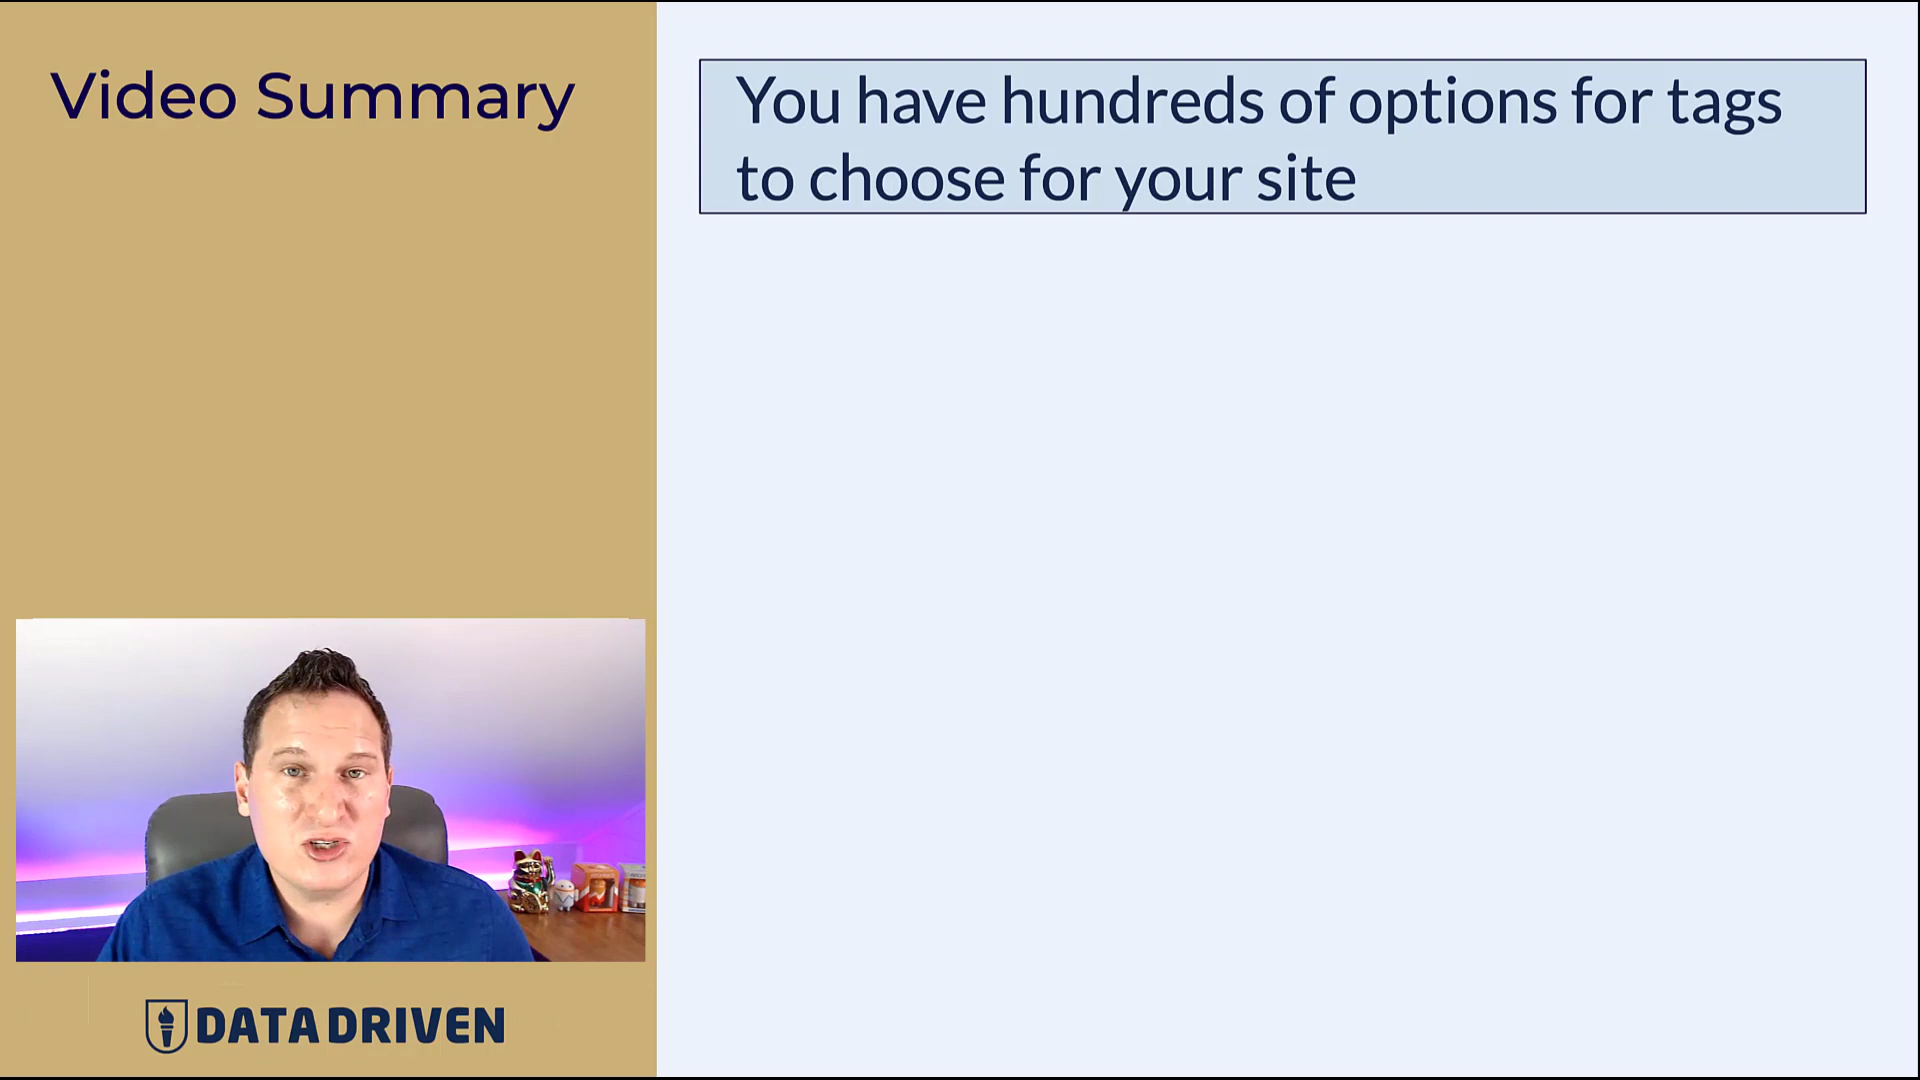 Video Summary
You have hundreds of options for tags
to choose for your site
DATA DRIVEN